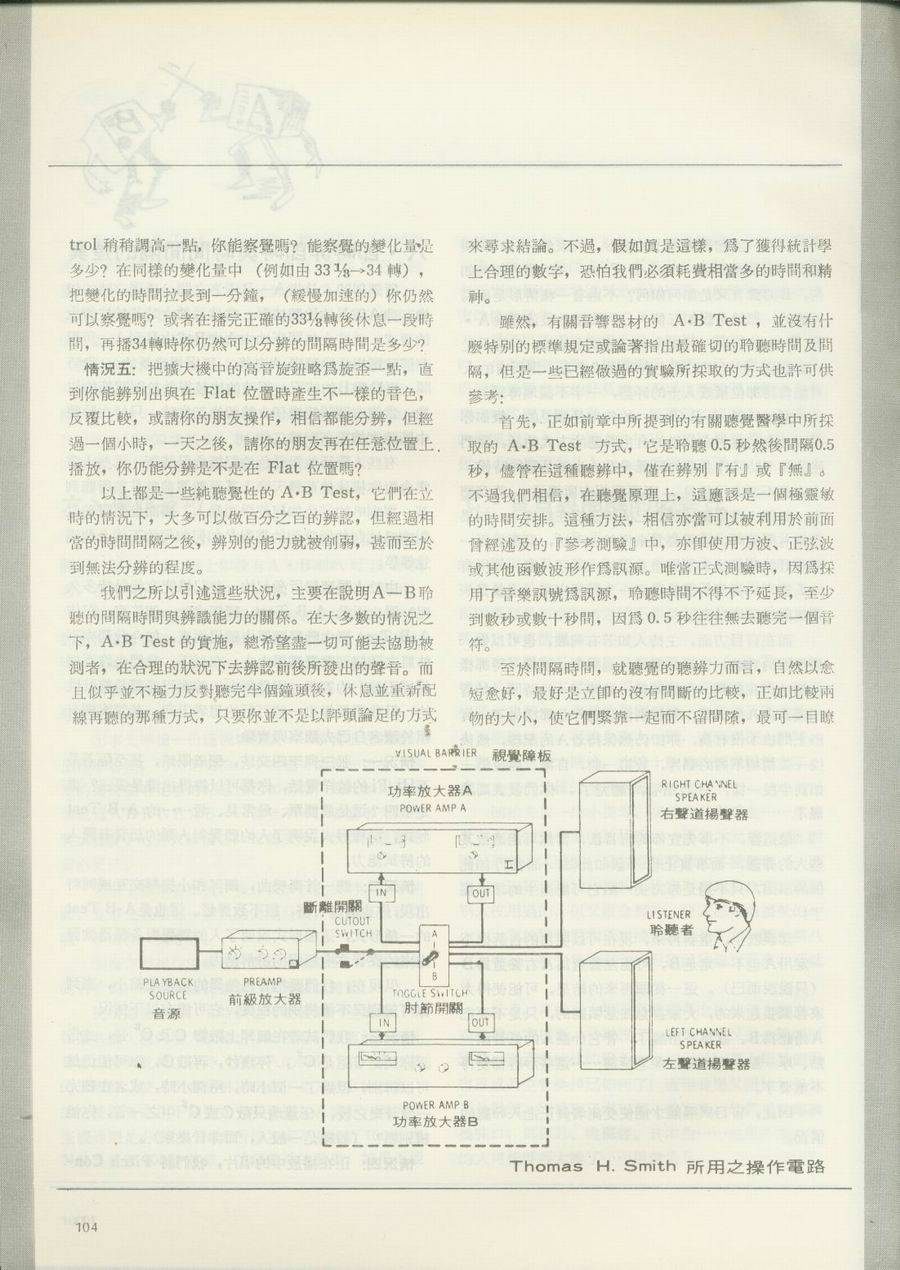 trol 稍稍調高一點，你能察覺嗎? 能察覺的變化量是
多少? 在同樣的變化量中 （例如由 33⅓→34 轉），
把變化的時間拉長到一分鐘，（緩慢加速的）你仍然
可以察覺嗎? 或者在播完正確的33⅓轉後休息一段時
間，再播34轉時你仍然可以分辨的間隔時間是多少?
情況五: 把擴大機中的高音旋鈕略爲旋歪一點，直
到你能辨別出與在 Flat 位置時產生不一樣的音色，
反覆比較，或請你的朋友操作，相信都能分辨，但經
過一個小時，一天之後，請你的朋友再在任意位置上.
播放，你仍能分辨是不是在 Flat 位置嗎?
以上都是一些純聽覺性的 A·B Test，它們在立
時的情況下，大多可以做百分之百的辨認，但經過相
當的時間間隔之後，辨別的能力就被削弱，甚而至於
到無法分辨的程度。
我們之所以引述這些狀況，主要在說明A—B聆
聽的間隔時間與辨識能力的關係。在大多數的情況之
下，A·B Test 的實施，總希望盡一切可能去協助被
測者，在合理的狀況下去辨認前後所發出的聲音。而
且似乎並不極力反對聽完半個鐘頭後，休息並重新配
線再聽的那種方式，只要你並不是以評頭論足的方式
來尋求結論。不過，假如眞是這樣，爲了獲得統計學
上合理的數字，恐怕我們必須耗費相當多的時間和精
神。
雖然，有關音響器材的 A·B Test ，並沒有什
麼特別的標準規定或論著指出最確切的聆聽時間及間
隔，但是一些已經做過的實驗所採取的方式也許可供
參考:
首先，正如前章中所提到的有關聽覺醫學中所採
取的 A·B Test 方式，它是聆聽 0.5 秒然後間隔0.5
秒，儘管在這種聽辨中，僅在辨別『有』或『無』。
不過我們相信，在聽覺原理上，這應該是一個極靈敏
的時間安排。這種方法，相信亦當可以被利用於前面
曾經述及的『參考測驗』中，亦卽使用方波、正弦波
或其他函數波形作爲訊源。唯當正式測驗時，因爲採
用了音樂訊號爲訊源，聆聽時間不得不予延長，至少
到數秒或數十秒間，因爲 0.5 秒往往無去聽完一個音
符。
至於間隔時間，就聽覺的聽辨力而言，自然以愈
短愈好，最好是立卽的沒有間斷的比較，正如比較兩
物的大小，使它們緊靠一起而不留間隙，最可一目瞭
VISUAL BARRIER 視覺障板
功率放大器A
POWER AMP A
IN
OUT
斷離開關
CUTOUT
SWITCH
A
B
TOGGLE SWITCH
肘節開關
PLAYBACK
SOURCE
音源
PREAMP
前級放大器
IN
OUT
POWER AMP B
功率放大器B
RIGHT CHANNEL
SPEAKER
右聲道揚聲器
LISTENER
聆聽者
LEFT CHANNEL
SPEAKER
左聲道揚聲器
Thomas H. Smith 所用之操作電路
104